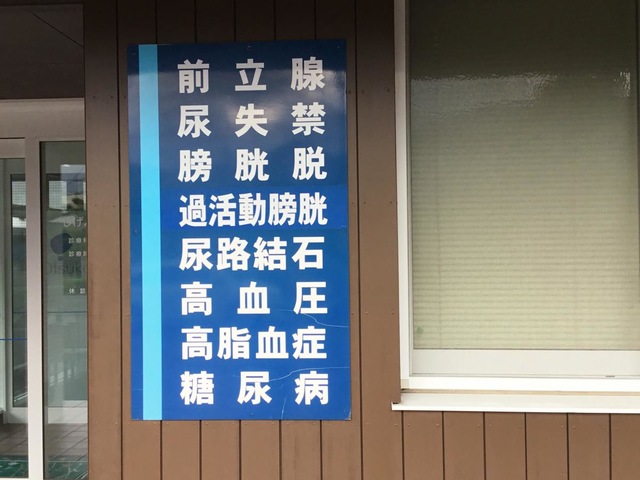 前立腺
尿失禁
膀胱脱
過活動膀胱
尿路結石
高血圧
高脂血症
糖尿病